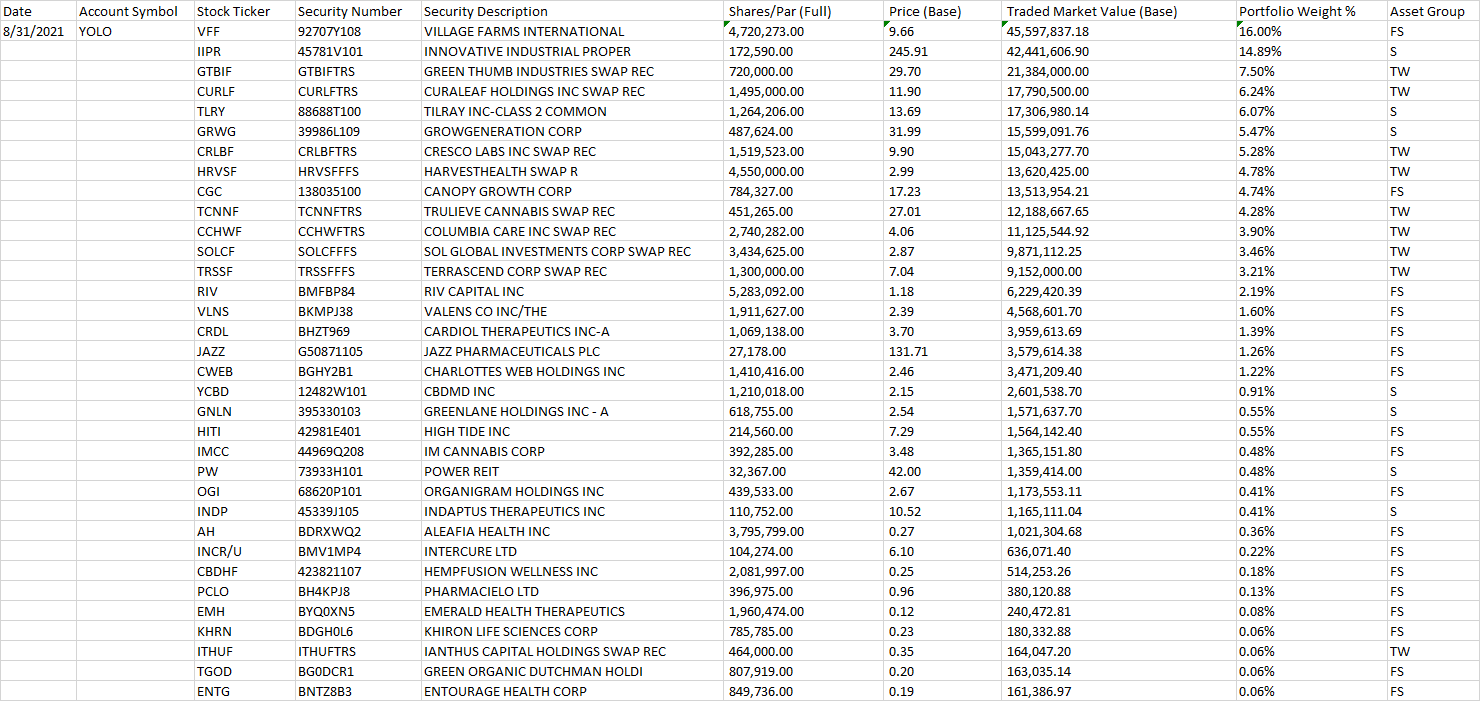 Date Account Symbol Stock Ticker Security Number Security Description Shares/Par (Full) Price (Base) Traded Market Value (Base) Portfolio Weight % Asset Group
8/31/2021 YOLO VFF 92707Y108 VILLAGE FARMS INTERNATIONAL 4,720,273.00 9.66 45,597,837.18 16.00% FS
IIPR 45781V101 INNOVATIVE INDUSTRIAL PROPER 172,590.00 245.91 42,441,606.90 14.89% S
GTBIF GTBIFTRS GREEN THUMB INDUSTRIES SWAP REC 720,000.00 29.70 21,384,000.00 7.50% TW
CURLF CURLFTRS CURALEAF HOLDINGS INC SWAP REC 1,495,000.00 11.90 17,790,500.00 6.24% TW
TLRY 88688T100 TILRAY INC-CLASS 2 COMMON 1,264,206.00 13.69 17,306,980.14 6.07% S
GRWG 39986L109 GROWGENERATION CORP 487,624.00 31.99 15,599,091.76 5.47% S
CRLBF CRLBFTRS CRESCO LABS INC SWAP REC 1,519,523.00 9.90 15,043,277.70 5.28% TW
HRVSF HRVSFFFS HARVESTHEALTH SWAP R 4,550,000.00 2.99 13,620,425.00 4.78% TW
CGC 138035100 CANOPY GROWTH CORP 784,327.00 17.23 13,513,954.21 4.74% FS
TCNNF TCNNFTRS TRULIEVE CANNABIS SWAP REC 451,265.00 27.01 12,188,667.65 4.28% TW
CCHWF CCHWFTRS COLUMBIA CARE INC SWAP REC 2,740,282.00 4.06 11,125,544.92 3.90% TW
SOLCF SOLCFFFS SOL GLOBAL INVESTMENTS CORP SWAP REC 3,434,625.00 2.87 9,871,112.25 3.46% TW
TRSSF TRSSFFFS TERRASCEND CORP SWAP REC 1,300,000.00 7.04 9,152,000.00 3.21% TW
RIV BMFBP84 RIV CAPITAL INC 5,283,092.00 1.18 6,229,420.39 2.19% FS
VLNS BKMPJ38 VALENS CO INC/THE 1,911,627.00 2.39 4,568,601.70 1.60% FS
CRDL BHZT969 CARDIOL THERAPEUTICS INC-A 1,069,138.00 3.70 3,959,613.69 1.39% FS
JAZZ G50871105 JAZZ PHARMACEUTICALS PLC 27,178.00 131.71 3,579,614.38 1.26% FS
CWEB BGHY2B1 CHARLOTTES WEB HOLDINGS INC 1,410,416.00 2.46 3,471,209.40 1.22% FS
YCBD 12482W101 CBDMD INC 1,210,018.00 2.15 2,601,538.70 0.91% S
GNLN 395330103 GREENLANE HOLDINGS INC - A 618,755.00 2.54 1,571,637.70 0.55% S
HITI 42981E401 HIGH TIDE INC 214,560.00 7.29 1,564,142.40 0.55% FS
IMCC 44969Q208 IM CANNABIS CORP 392,285.00 3.48 1,365,151.80 0.48% FS
PW 73933H101 POWER REIT 32,367.00 42.00 1,359,414.00 0.48% S
OGI 68620P101 ORGANIGRAM HOLDINGS INC 439,533.00 2.67 1,173,553.11 0.41% FS
INDP 45339J105 INDAPTUS THERAPEUTICS INC 110,752.00 10.52 1,165,111.04 0.41% S
AH BDRXWQ2 ALEAFIA HEALTH INC 3,795,799.00 0.27 1,021,304.68 0.36% FS
INCR/U BMV1MP4 INTERCURE LTD 104,274.00 6.10 636,071.40 0.22% FS
CBDHF 423821107 HEMPFUSION WELLNESS INC 2,081,997.00 0.25 514,253.26 0.18% FS
PCLO BH4KPJ8 PHARMACIELO LTD 396,975.00 0.96 380,120.88 0.13% FS
EMH BYQ0XN5 EMERALD HEALTH THERAPEUTICS 1,960,474.00 0.12 240,472.81 0.08% FS
KHRN BDGH0L6 KHIRON LIFE SCIENCES CORP 785,785.00 0.23 180,332.88 0.06% FS
ITHUF ITHUFTRS IANTHUS CAPITAL HOLDINGS SWAP REC 464,000.00 0.35 164,047.20 0.06% TW
TGOD BG0DCR1 GREEN ORGANIC DUTCHMAN HOLDI 807,919.00 0.20 163,035.14 0.06% FS
ENTG BNTZ8B3 ENTOURAGE HEALTH CORP 849,736.00 0.19 161,386.97 0.06% FS